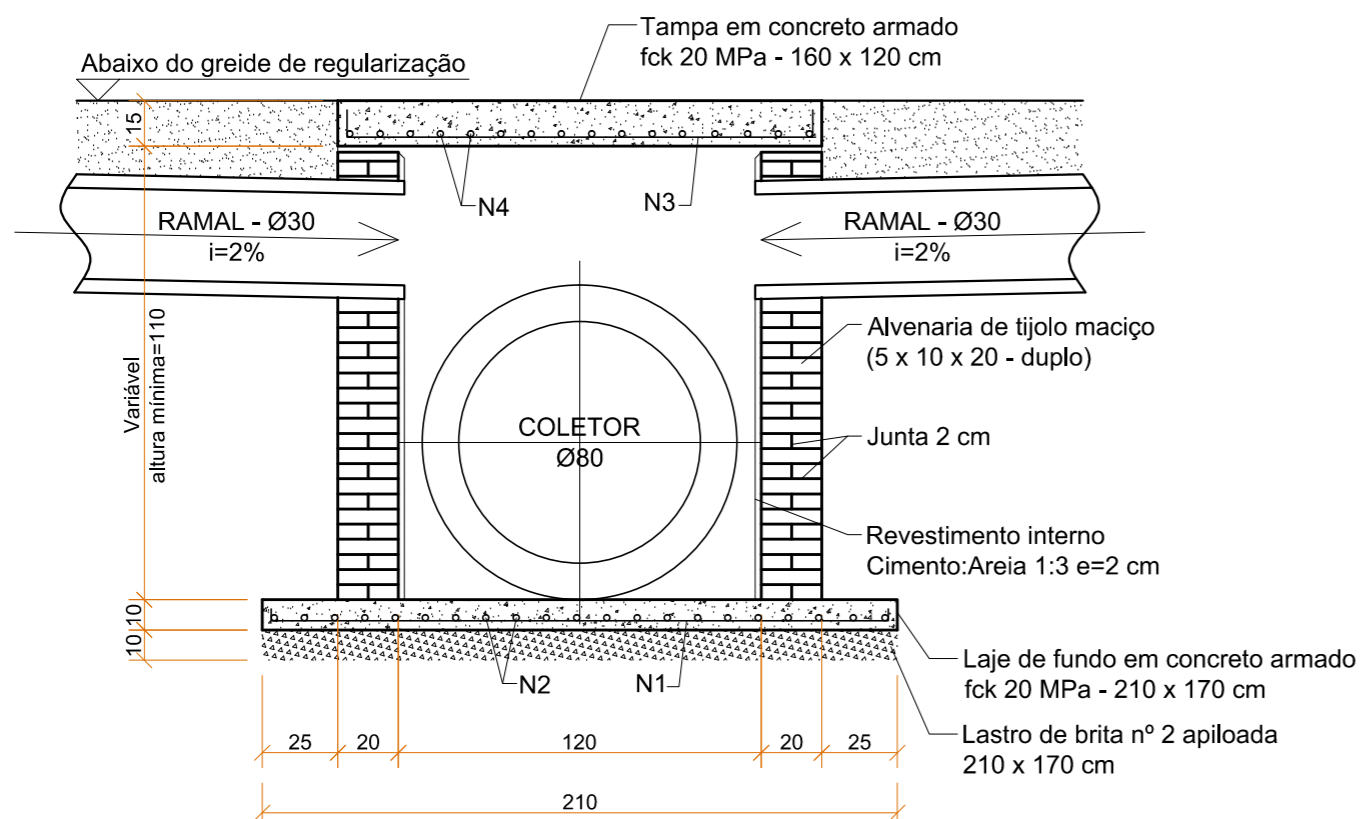 Tampa em concreto armado
fck 20 MPa - 160 x 120 cm
Abaixo do greide de regularização
15
N4
N3
RAMAL - Ø30
i=2%
RAMAL - Ø30
i=2%
Variável
altura mínima=110
Alvenaria de tijolo maciço
(5 x 10 x 20 - duplo)
COLETOR
Ø80
Junta 2 cm
Revestimento interno
Cimento:Areia 1:3 e=2 cm
10
10
N2
N1
Laje de fundo em concreto armado
fck 20 MPa - 210 x 170 cm
Lastro de brita nº 2 apiloada
210 x 170 cm
25
20
120
20
25
210